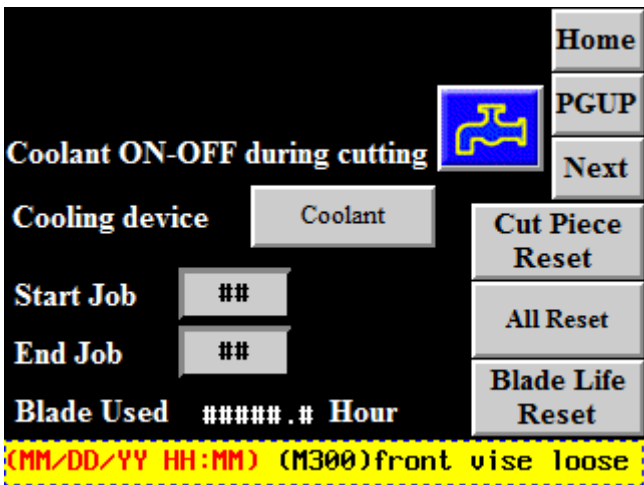 Home
PGUP
Coolant ON-OFF during cutting
Next
Cooling device
Coolant
Cut Piece
Reset
Start Job
##
All Reset
End Job
##
Blade Life
Reset
Blade Used #####.# Hour
(MM/DD/YY HH:MM) (M300)front vise loose